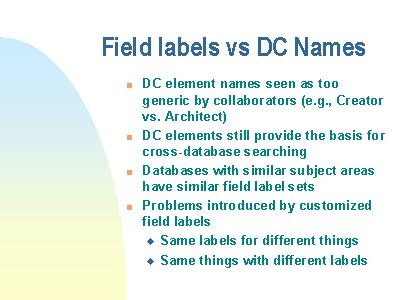 Field labels vs DC Names
DC element names seen as too
generic by collaborators (e.g., Creator
vs. Architect)
DC elements still provide the basis for
cross-database searching
Databases with similar subject areas
have similar field label sets
Problems introduced by customized
field labels
Same labels for different things
Same things with different labels